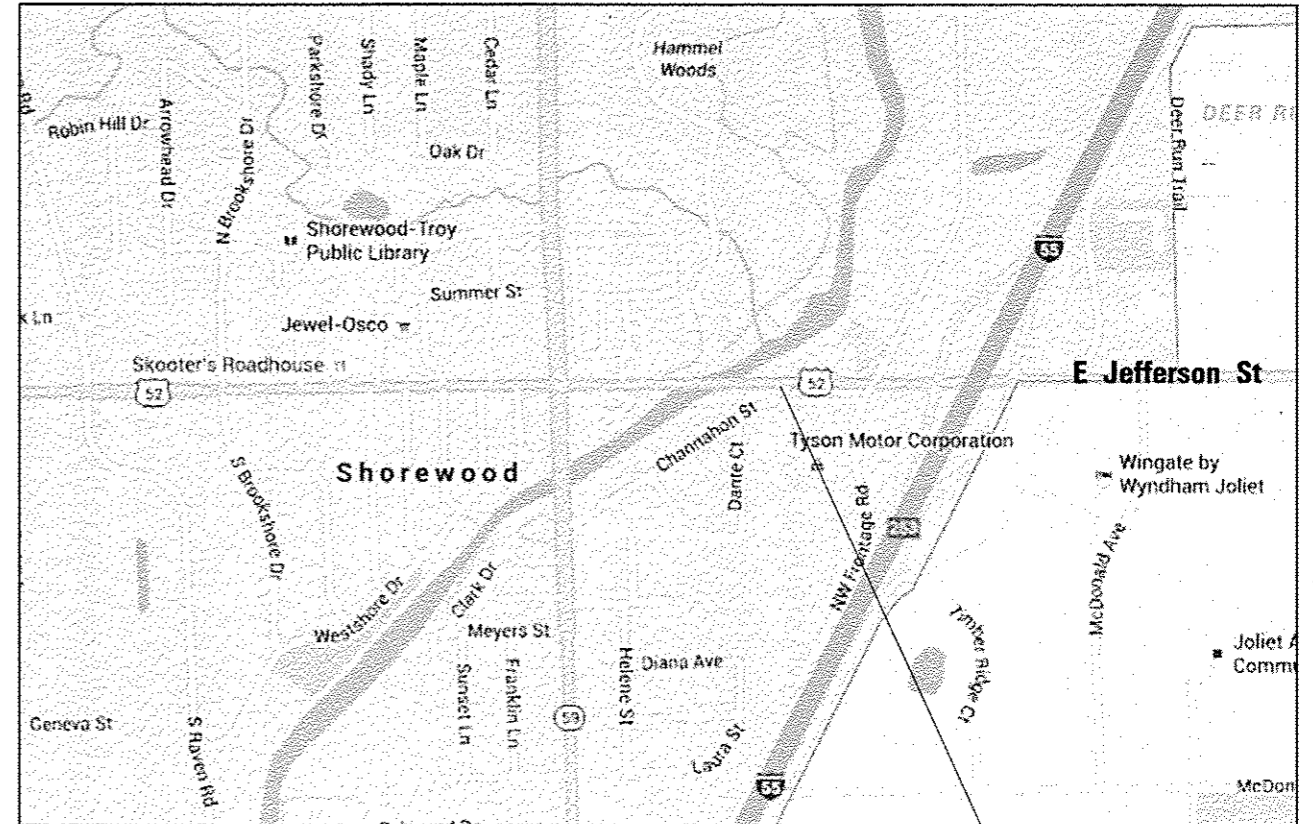 Hammel
Woods
Parkshore Dr
Shady Ln
Maple Ln
Cedar Ln
Rd
Robin Hill Dr
Arrowhead Dr
N Brookshore Dr
Oak Dr
Deer Run Trail
Shorewood-Troy
Public Library
55
Summer St
Jewel-Osco
Skooter's Roadhouse
52
52
E Jefferson St
Channahon St
Dante Ct
Tyson Motor Corporation
Shorewood
S Brookshore Dr
NW Frontage Rd
Wingate by
Wyndham Joliet
McDonald Ave
Westshore Dr
Clark Dr
Meyers St
Sunset Ln
Franklin Ln
Helene St
Diana Ave
Timber Ridge Ct
Joliet
Geneva St
S Raven Rd
59
Laura St
55